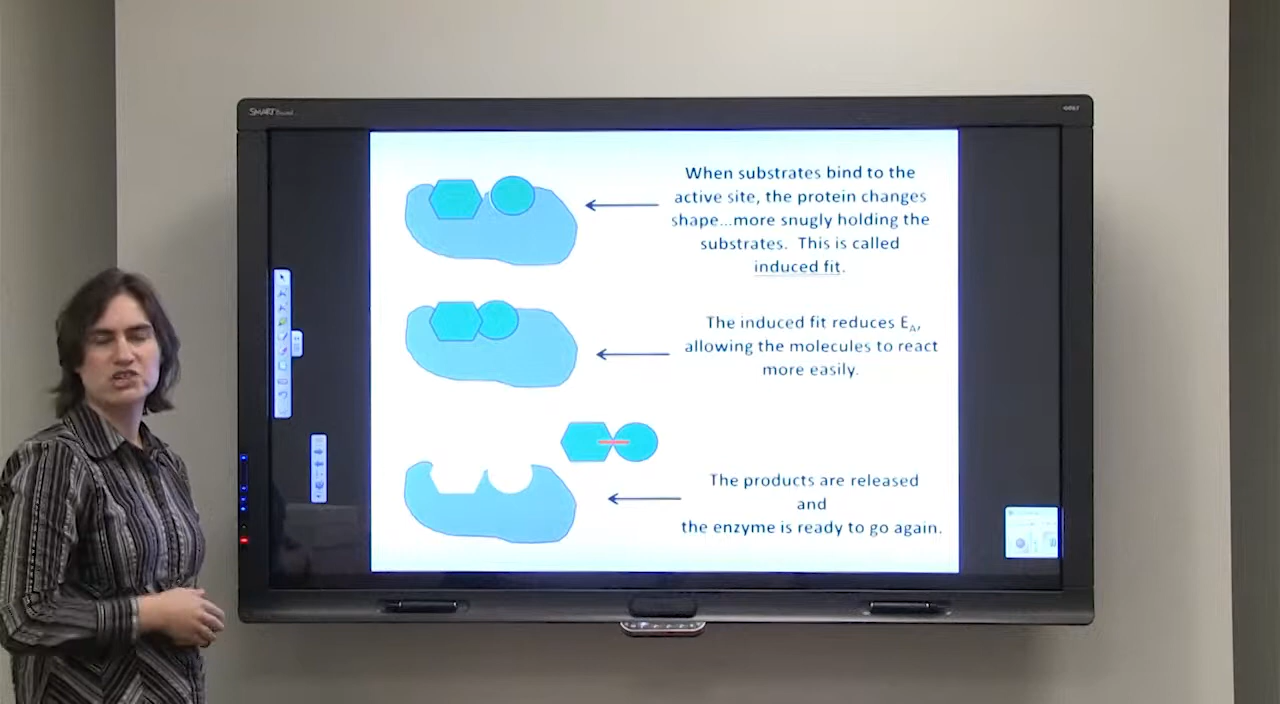 SMART Board
When substrates bind to the
active site, the protein changes
shape...more snugly holding the
substrates. This is called
induced fit.
The induced fit reduces EA,
allowing the molecules to react
more easily.
The products are released
and
the enzyme is ready to go again.